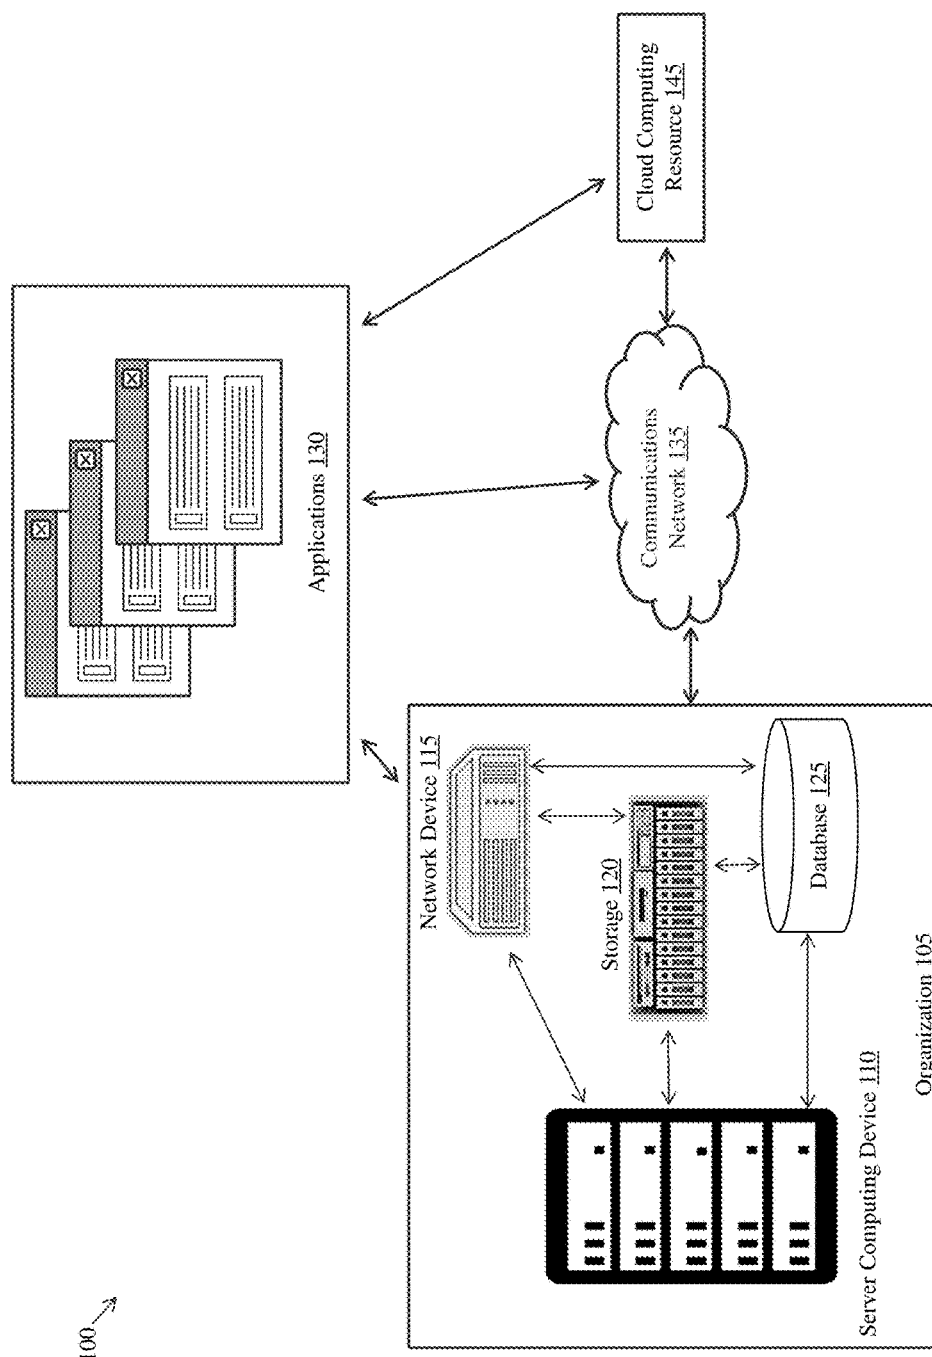 100
Applications 130
Network Device 115
Storage 120
Database 125
Server Computing Device 110
Organization 105
Communications
Network 135
Cloud Computing
Resource 145